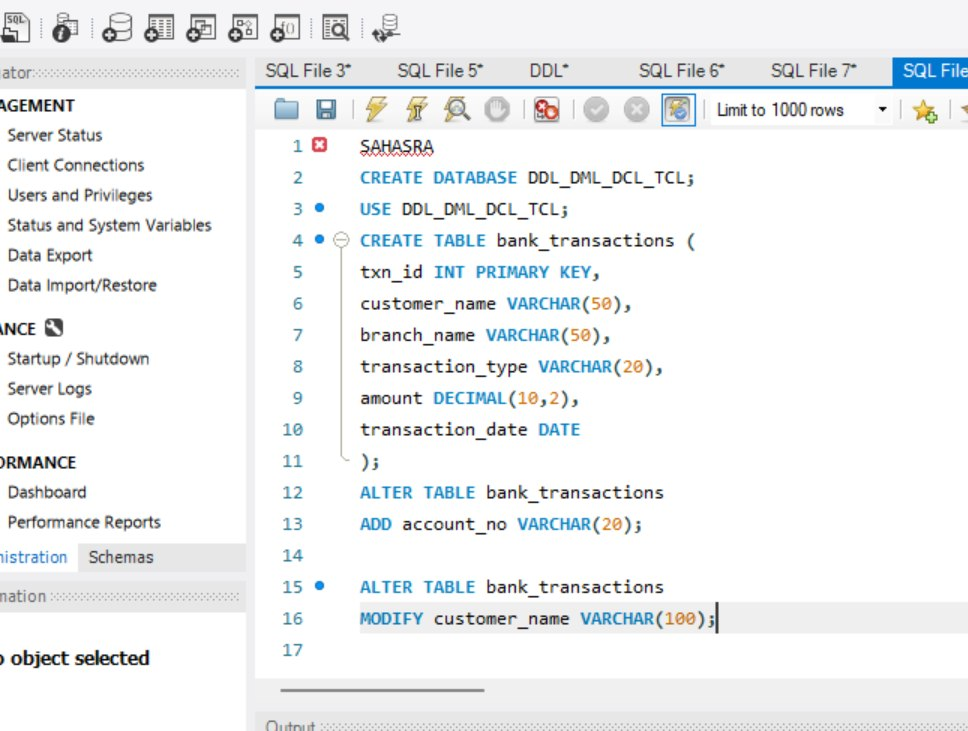 SQL
SQL File 3* SQL File 5* DDL* SQL File 6* SQL File 7* SQL File
Limit to 1000 rows
ator
AGEMENT
Server Status
Client Connections
Users and Privileges
Status and System Variables
Data Export
Data Import/Restore
ANCE
Startup / Shutdown
Server Logs
Options File
ORMANCE
Dashboard
Performance Reports
nistration Schemas
mation
o object selected
1 SAHASRA
2 CREATE DATABASE DDL_DML_DCL_TCL;
3 USE DDL_DML_DCL_TCL;
4 CREATE TABLE bank_transactions (
5 txn_id INT PRIMARY KEY,
6 customer_name VARCHAR(50),
7 branch_name VARCHAR(50),
8 transaction_type VARCHAR(20),
9 amount DECIMAL(10,2),
10 transaction_date DATE
11 );
12 ALTER TABLE bank_transactions
13 ADD account_no VARCHAR(20);
14
15 ALTER TABLE bank_transactions
16 MODIFY customer_name VARCHAR(100);
17
Output